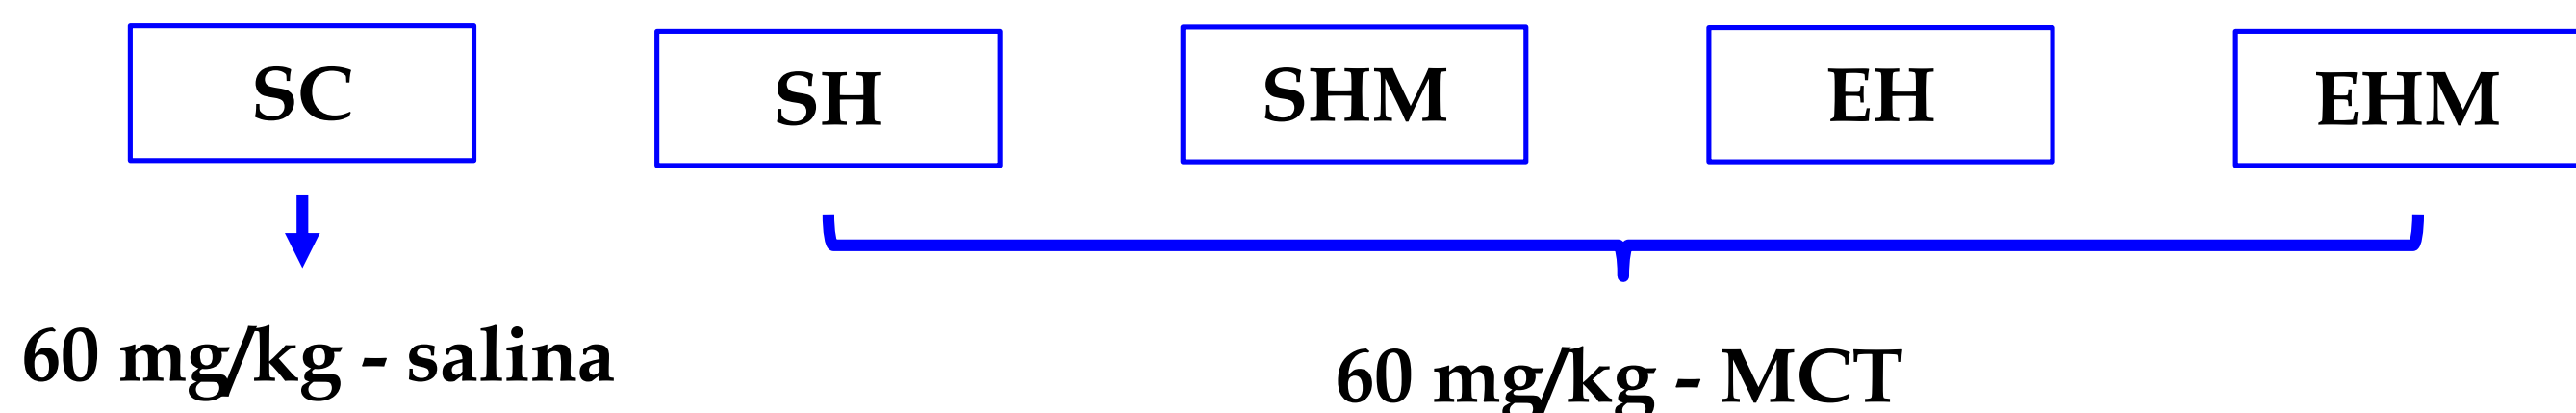 SC SH SHM EH EHM
60 mg/kg - salina
60 mg/kg - MCT